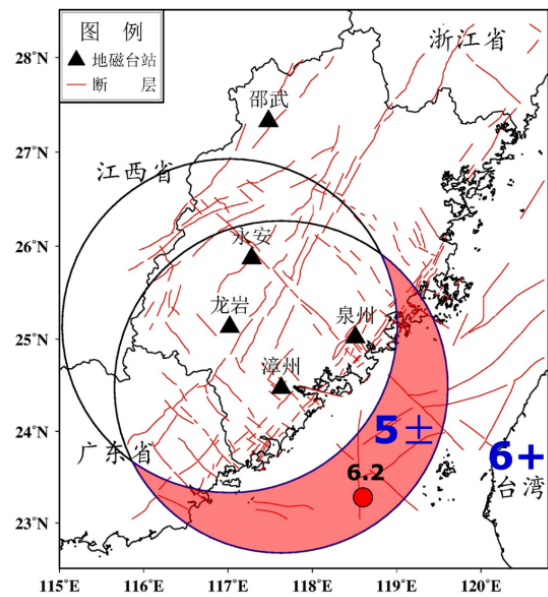 图 例
地磁台站
断 层
浙江省
邵武
江西省
永安
龙岩
泉州
漳州
5±
6.2
6+
广东省
台湾
28°N
27°N
26°N
25°N
24°N
23°N
115°E
116°E
117°E
118°E
119°E
120°E